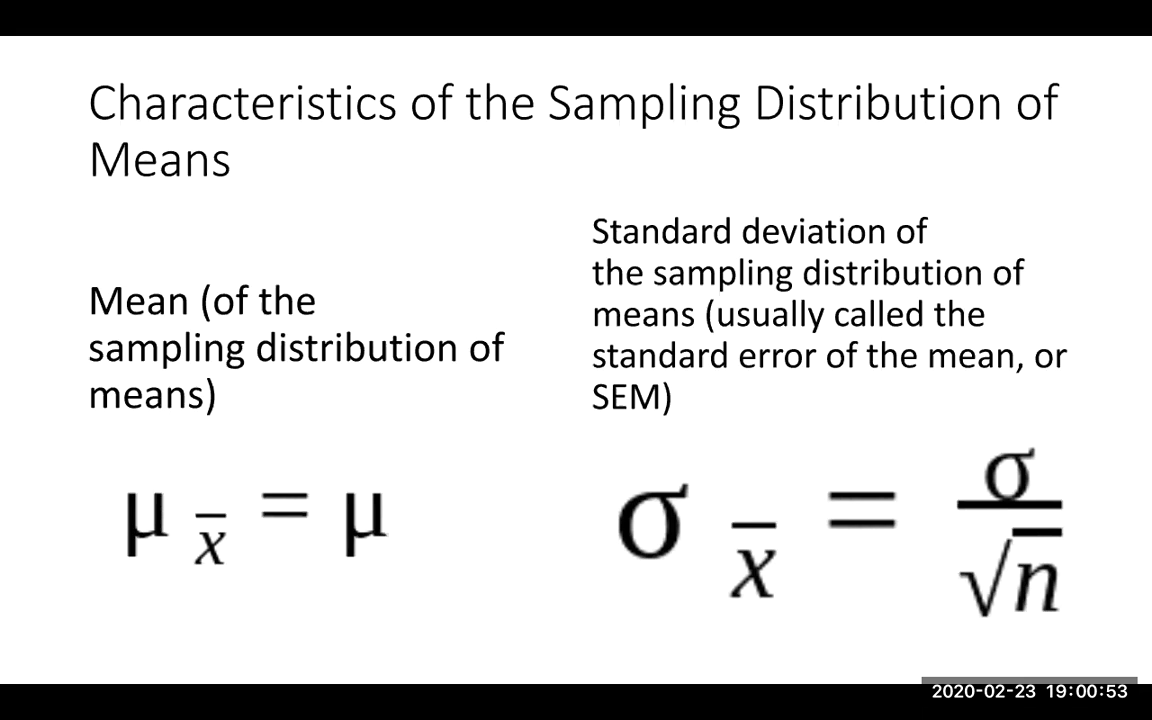 Characteristics of the Sampling Distribution of
Means
Mean (of the
sampling distribution of
means)
μ x̅ = μ
Standard deviation of
the sampling distribution of
means (usually called the
standard error of the mean, or
SEM)
σ x̅ = σ / √n
2020-02-23 19:00:53